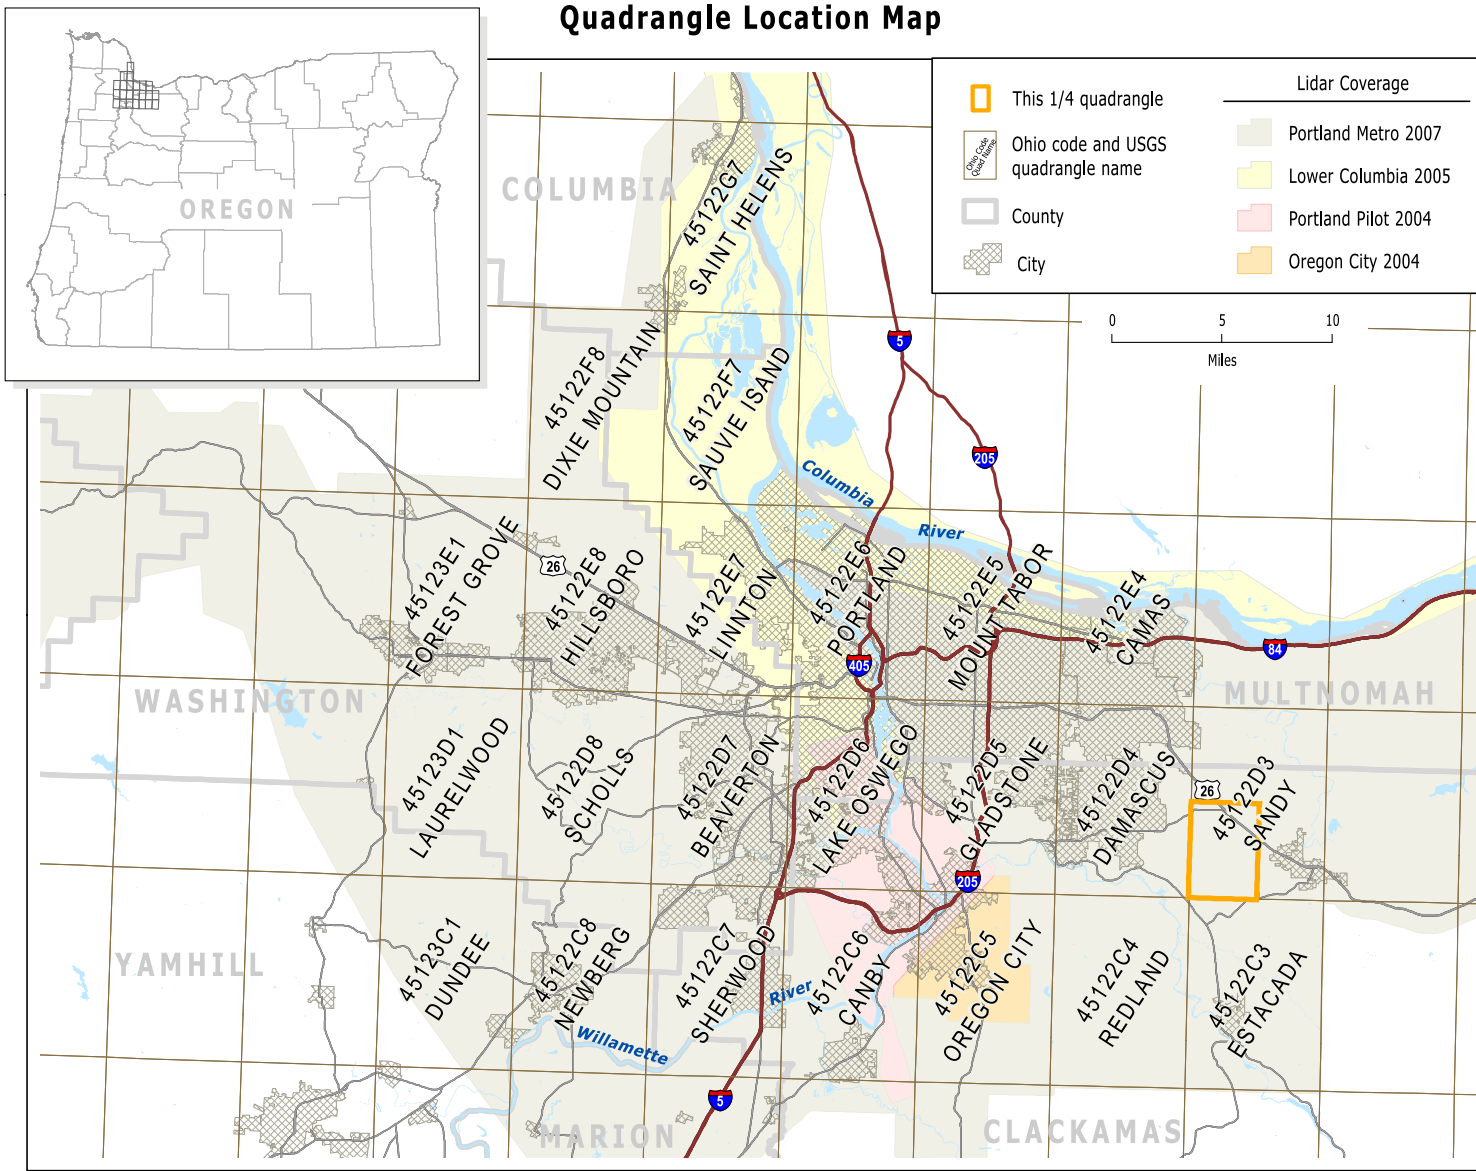 Quadrangle Location Map
OREGON
This 1/4 quadrangle
Ohio Code
Quad Name
Ohio code and USGS
quadrangle name
County
City
Lidar Coverage
Portland Metro 2007
Lower Columbia 2005
Portland Pilot 2004
Oregon City 2004
0 5 10
Miles
COLUMBIA
45122G7
SAINT HELENS
5
45122F8
DIXIE MOUNTAIN
45122F7
SAUVIE ISAND
205
Columbia
River
45123E1
FOREST GROVE
26
45122E8
HILLSBORO
45122E7
LINNTON
45122E6
PORTLAND
45122E5
MOUNT TABOR
45122E4
CAMAS
405
84
WASHINGTON
MULTNOMAH
45123D1
LAURELWOOD
45122D8
SCHOLLS
45122D7
BEAVERTON
45122D6
LAKE OSWEGO
45122D5
GLADSTONE
45122D4
DAMASCUS
26
45122D3
SANDY
205
YAMHILL
45123C1
DUNDEE
45122C8
NEWBERG
45122C7
SHERWOOD
45122C6
CANBY
45122C5
OREGON CITY
45122C4
REDLAND
45122C3
ESTACADA
River
Willamette
5
MARION
CLACKAMAS